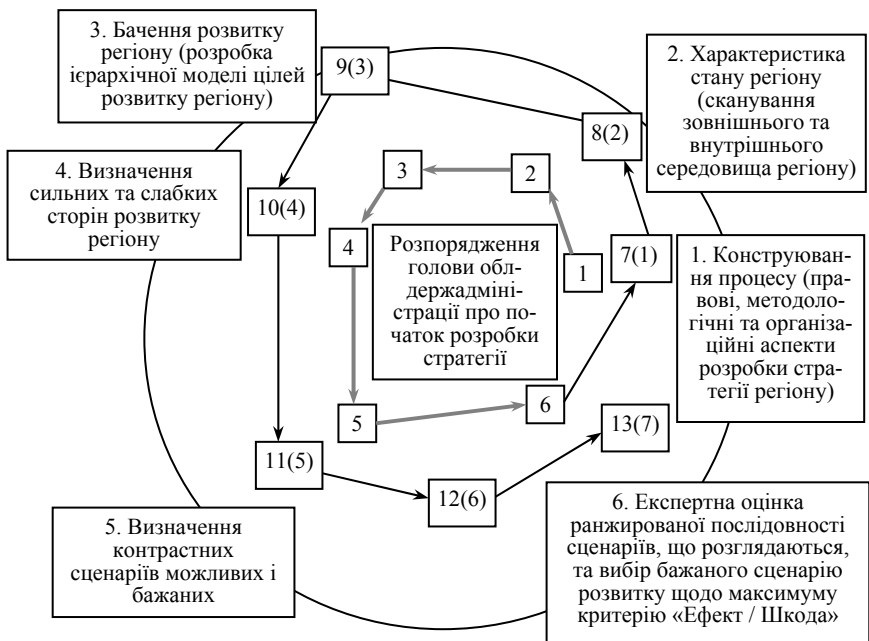 3. Бачення розвитку
регіону (розробка
ієрархічної моделі цілей
розвитку регіону)
9(3)
2. Характеристика
стану регіону
(сканування
зовнішнього та
внутрішнього
середовища регіону)
8(2)
4. Визначення
сильних та слабких
сторін розвитку
регіону
10(4)
3
2
4
Розпорядження
голови обл-
держадміні-
страції про по-
чаток розробки
стратегії
1
7(1)
1. Конструюван-
ня процесу (пра-
вові, методоло-
гічні та організа-
ційні аспекти
розробки стра-
тегії регіону)
5
6
13(7)
11(5)
12(6)
5. Визначення
контрастних
сценаріїв можливих і
бажаних
6. Експертна оцінка
ранжированої послідовності
сценаріїв, що розглядаються,
та вибір бажаного сценарію
розвитку щодо максимуму
критерію «Ефект / Шкода»